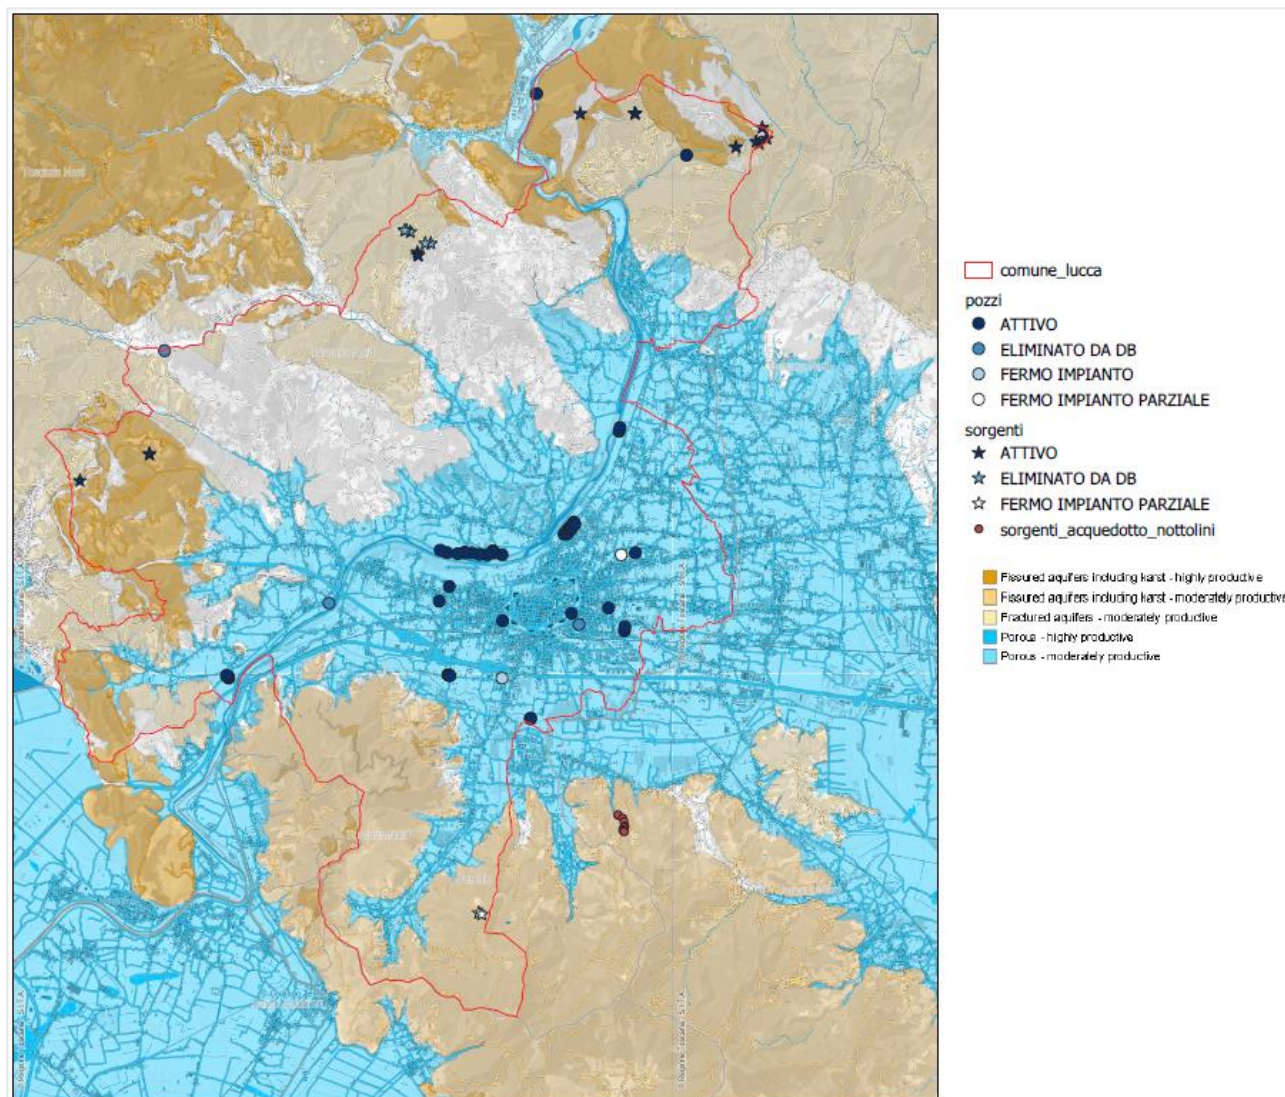 comune_lucca
pozzi
ATTIVO
ELIMINATO DA DB
FERMO IMPIANTO
FERMO IMPIANTO PARZIALE
sorgenti
ATTIVO
ELIMINATO DA DB
FERMO IMPIANTO PARZIALE
sorgenti_acquedotto_nottolini
Fissured aquifers including karst - highly productive
Fissured aquifers including karst - moderately productive
Fractured aquifers - moderately productive
Porous - highly productive
Porous - moderately productive